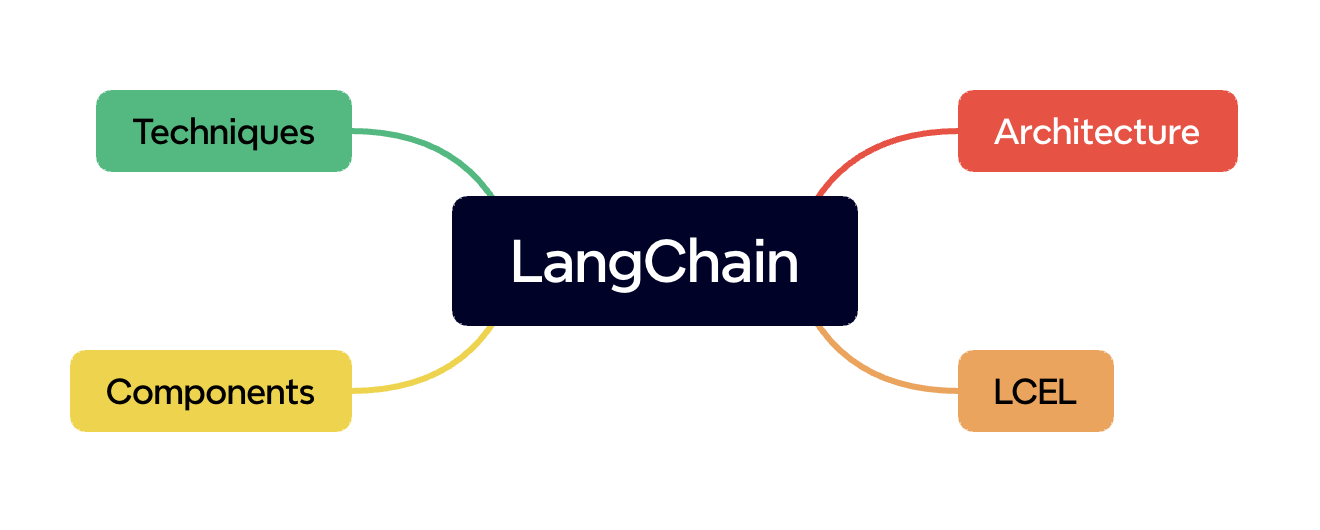 Techniques
Architecture
LangChain
Components
LCEL